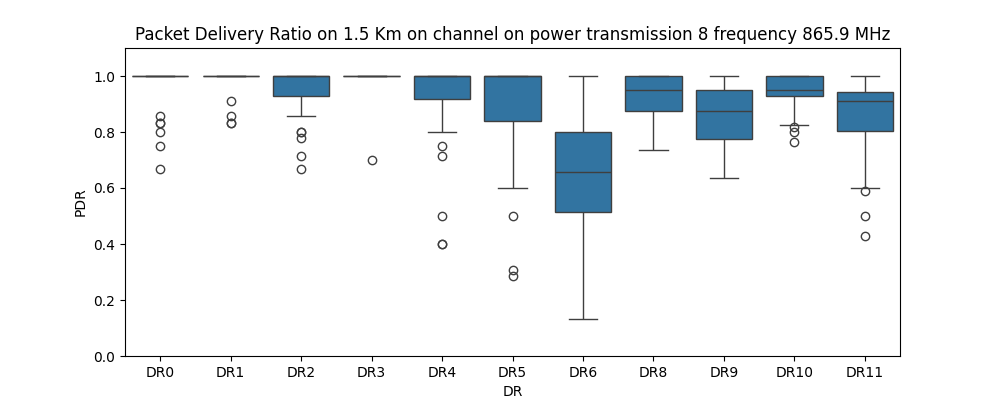 Packet Delivery Ratio on 1.5 Km on channel on power transmission 8 frequency 865.9 MHz
1.0
0.8
0.6
0.4
0.2
0.0
PDR
DR0 DR1 DR2 DR3 DR4 DR5 DR6 DR8 DR9 DR10 DR11
DR